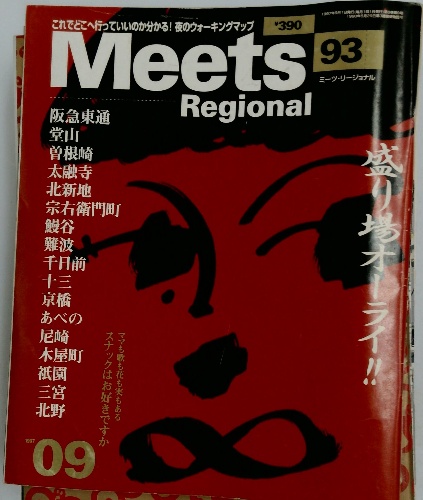 これでどこへ行っていいのか分かる! 夜のウォーキングマップ
¥390
Meets
93
ミーツ・リージョナル
Regional
阪急東通
堂山
曽根崎
太融寺
北新地
宗右衛門町
鰻谷
難波
千日前
十三
京橋
あべの
尼崎
木屋町
祇園
三宮
北野
盛り場オーライ!!
ママも歌も花も実もある
スナックはお好きですか
1997
09